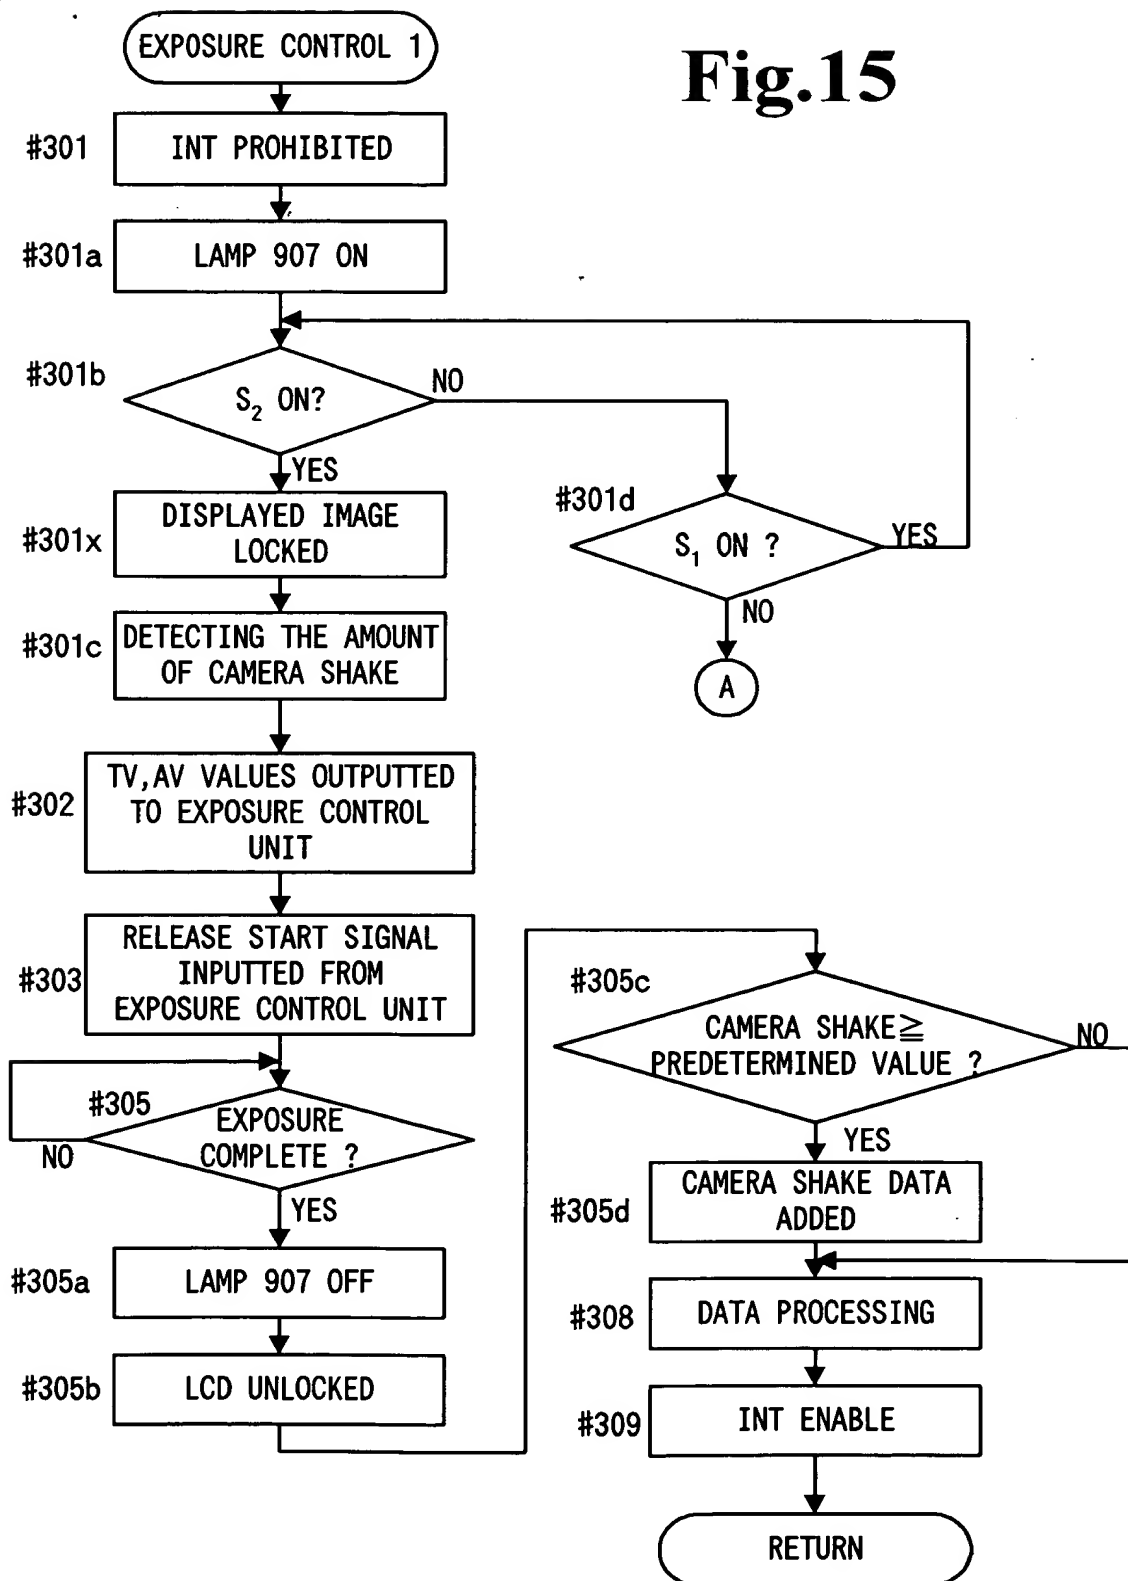 Fig.15
EXPOSURE CONTROL 1
#301
INT PROHIBITED
#301a
LAMP 907 ON
#301b
S2 ON?
NO
YES
#301d
S1 ON ?
YES
NO
A
#301x
DISPLAYED IMAGE
LOCKED
#301c
DETECTING THE AMOUNT
OF CAMERA SHAKE
#302
TV,AV VALUES OUTPUTTED
TO EXPOSURE CONTROL
UNIT
#303
RELEASE START SIGNAL
INPUTTED FROM
EXPOSURE CONTROL UNIT
#305
EXPOSURE
COMPLETE ?
NO
YES
#305a
LAMP 907 OFF
#305b
LCD UNLOCKED
#305c
CAMERA SHAKE≧
PREDETERMINED VALUE ?
NO
YES
#305d
CAMERA SHAKE DATA
ADDED
#308
DATA PROCESSING
#309
INT ENABLE
RETURN